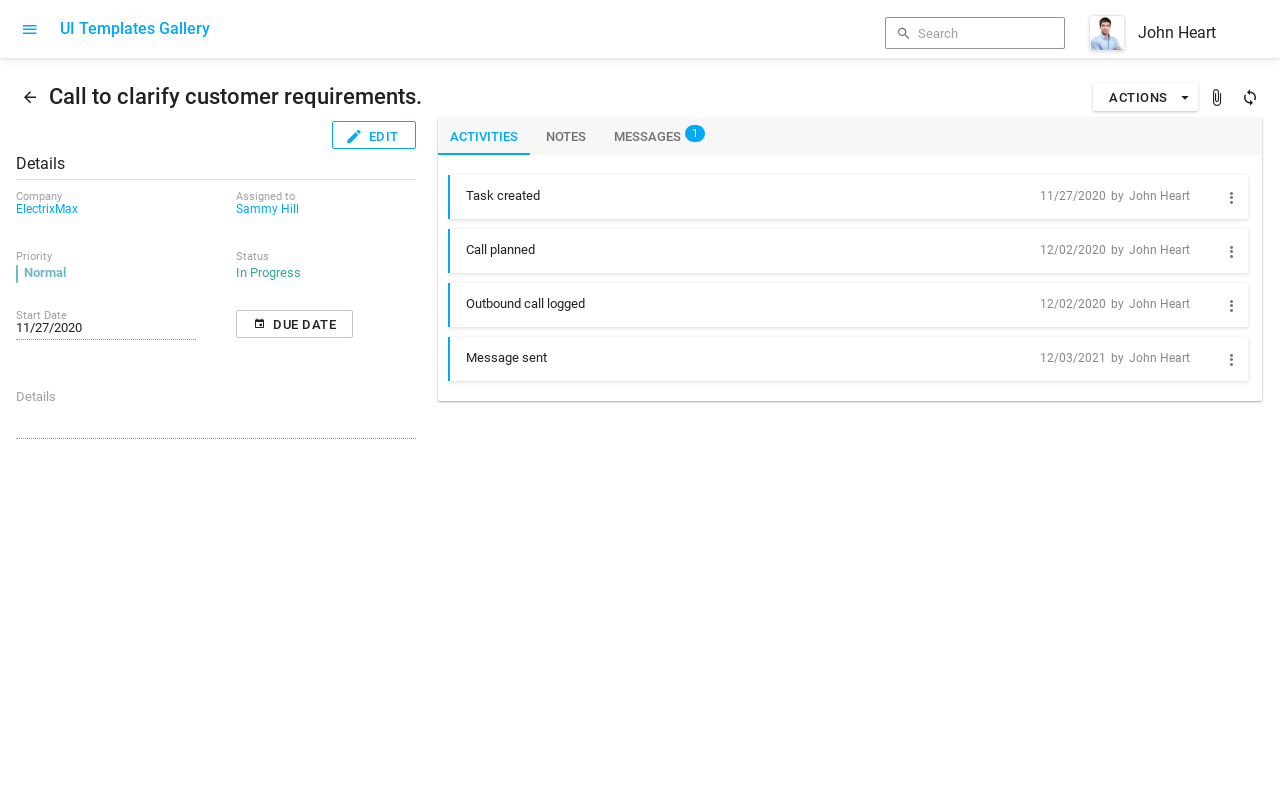 UI Templates Gallery
Search
John Heart
Call to clarify customer requirements.
ACTIONS
EDIT
Details
Company
ElectrixMax
Assigned to
Sammy Hill
Priority
Normal
Status
In Progress
Start Date
11/27/2020
DUE DATE
Details
ACTIVITIES
NOTES
MESSAGES 1
Task created 11/27/2020 by John Heart
Call planned 12/02/2020 by John Heart
Outbound call logged 12/02/2020 by John Heart
Message sent 12/03/2021 by John Heart